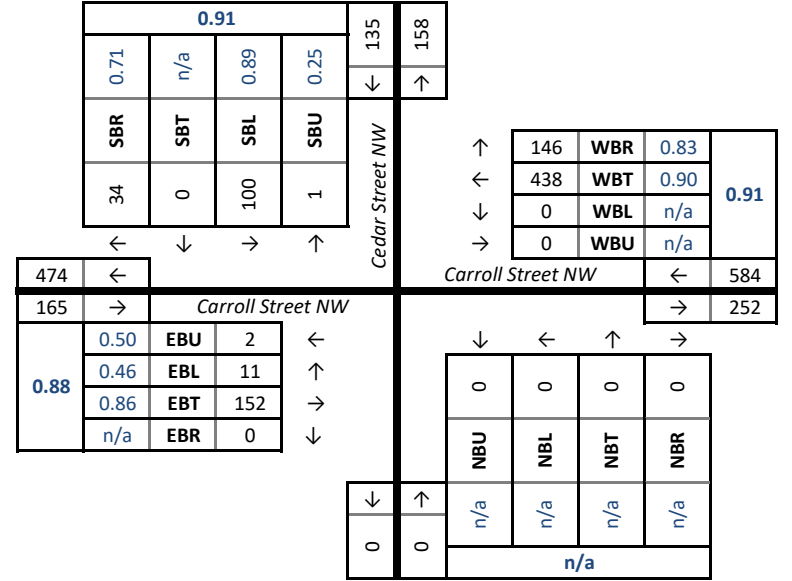 0.91
135 158
0.71 n/a 0.89 0.25
↓ ↑
SBR SBT SBL SBU
34 0 100 1
← ↓ → ↑
Cedar Street NW
↑ 146 WBR 0.83
← 438 WBT 0.90
↓ 0 WBL n/a
→ 0 WBU n/a
0.91
474 ←
Carroll Street NW
← 584
165 →
Carroll Street NW
→ 252
0.88
0.50 EBU 2 ←
0.46 EBL 11 ↑
0.86 EBT 152 →
n/a EBR 0 ↓
↓ ← ↑ →
0 0 0 0
NBU NBL NBT NBR
n/a n/a n/a n/a
↓ ↑
0 0
n/a